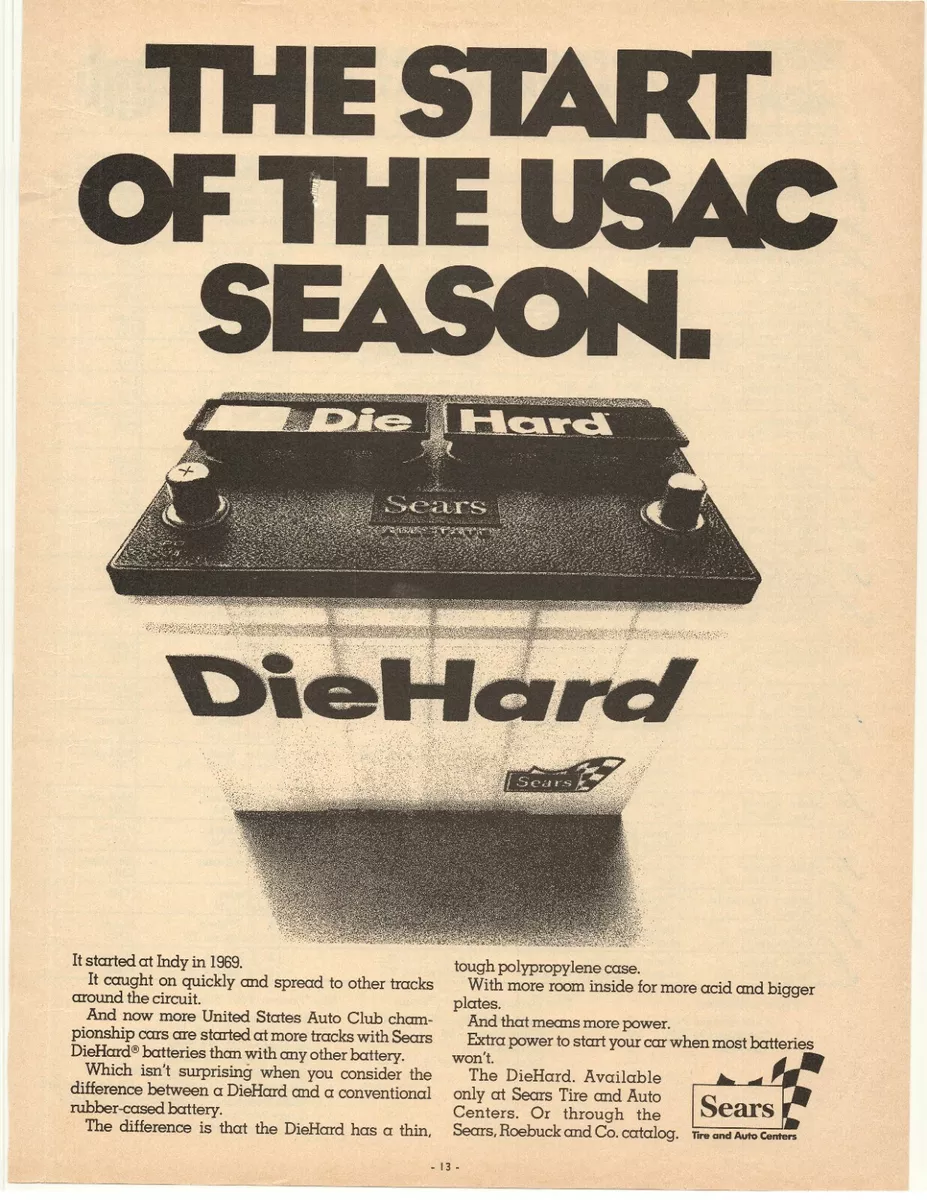 THE START
OF THE USAC
SEASON.
Die Hard
+
Sears
ALLSTATE
DieHard
Sears
It started at Indy in 1969.
It caught on quickly and spread to other tracks
around the circuit.
And now more United States Auto Club cham-
pionship cars are started at more tracks with Sears
DieHard® batteries than with any other battery.
Which isn't surprising when you consider the
difference between a DieHard and a conventional
rubber-cased battery.
The difference is that the DieHard has a thin,
tough polypropylene case.
With more room inside for more acid and bigger
plates.
And that means more power.
Extra power to start your car when most batteries
won't.
The DieHard. Available
only at Sears Tire and Auto
Centers. Or through the
Sears, Roebuck and Co. catalog.
Sears
Tire and Auto Centers
- 13 -